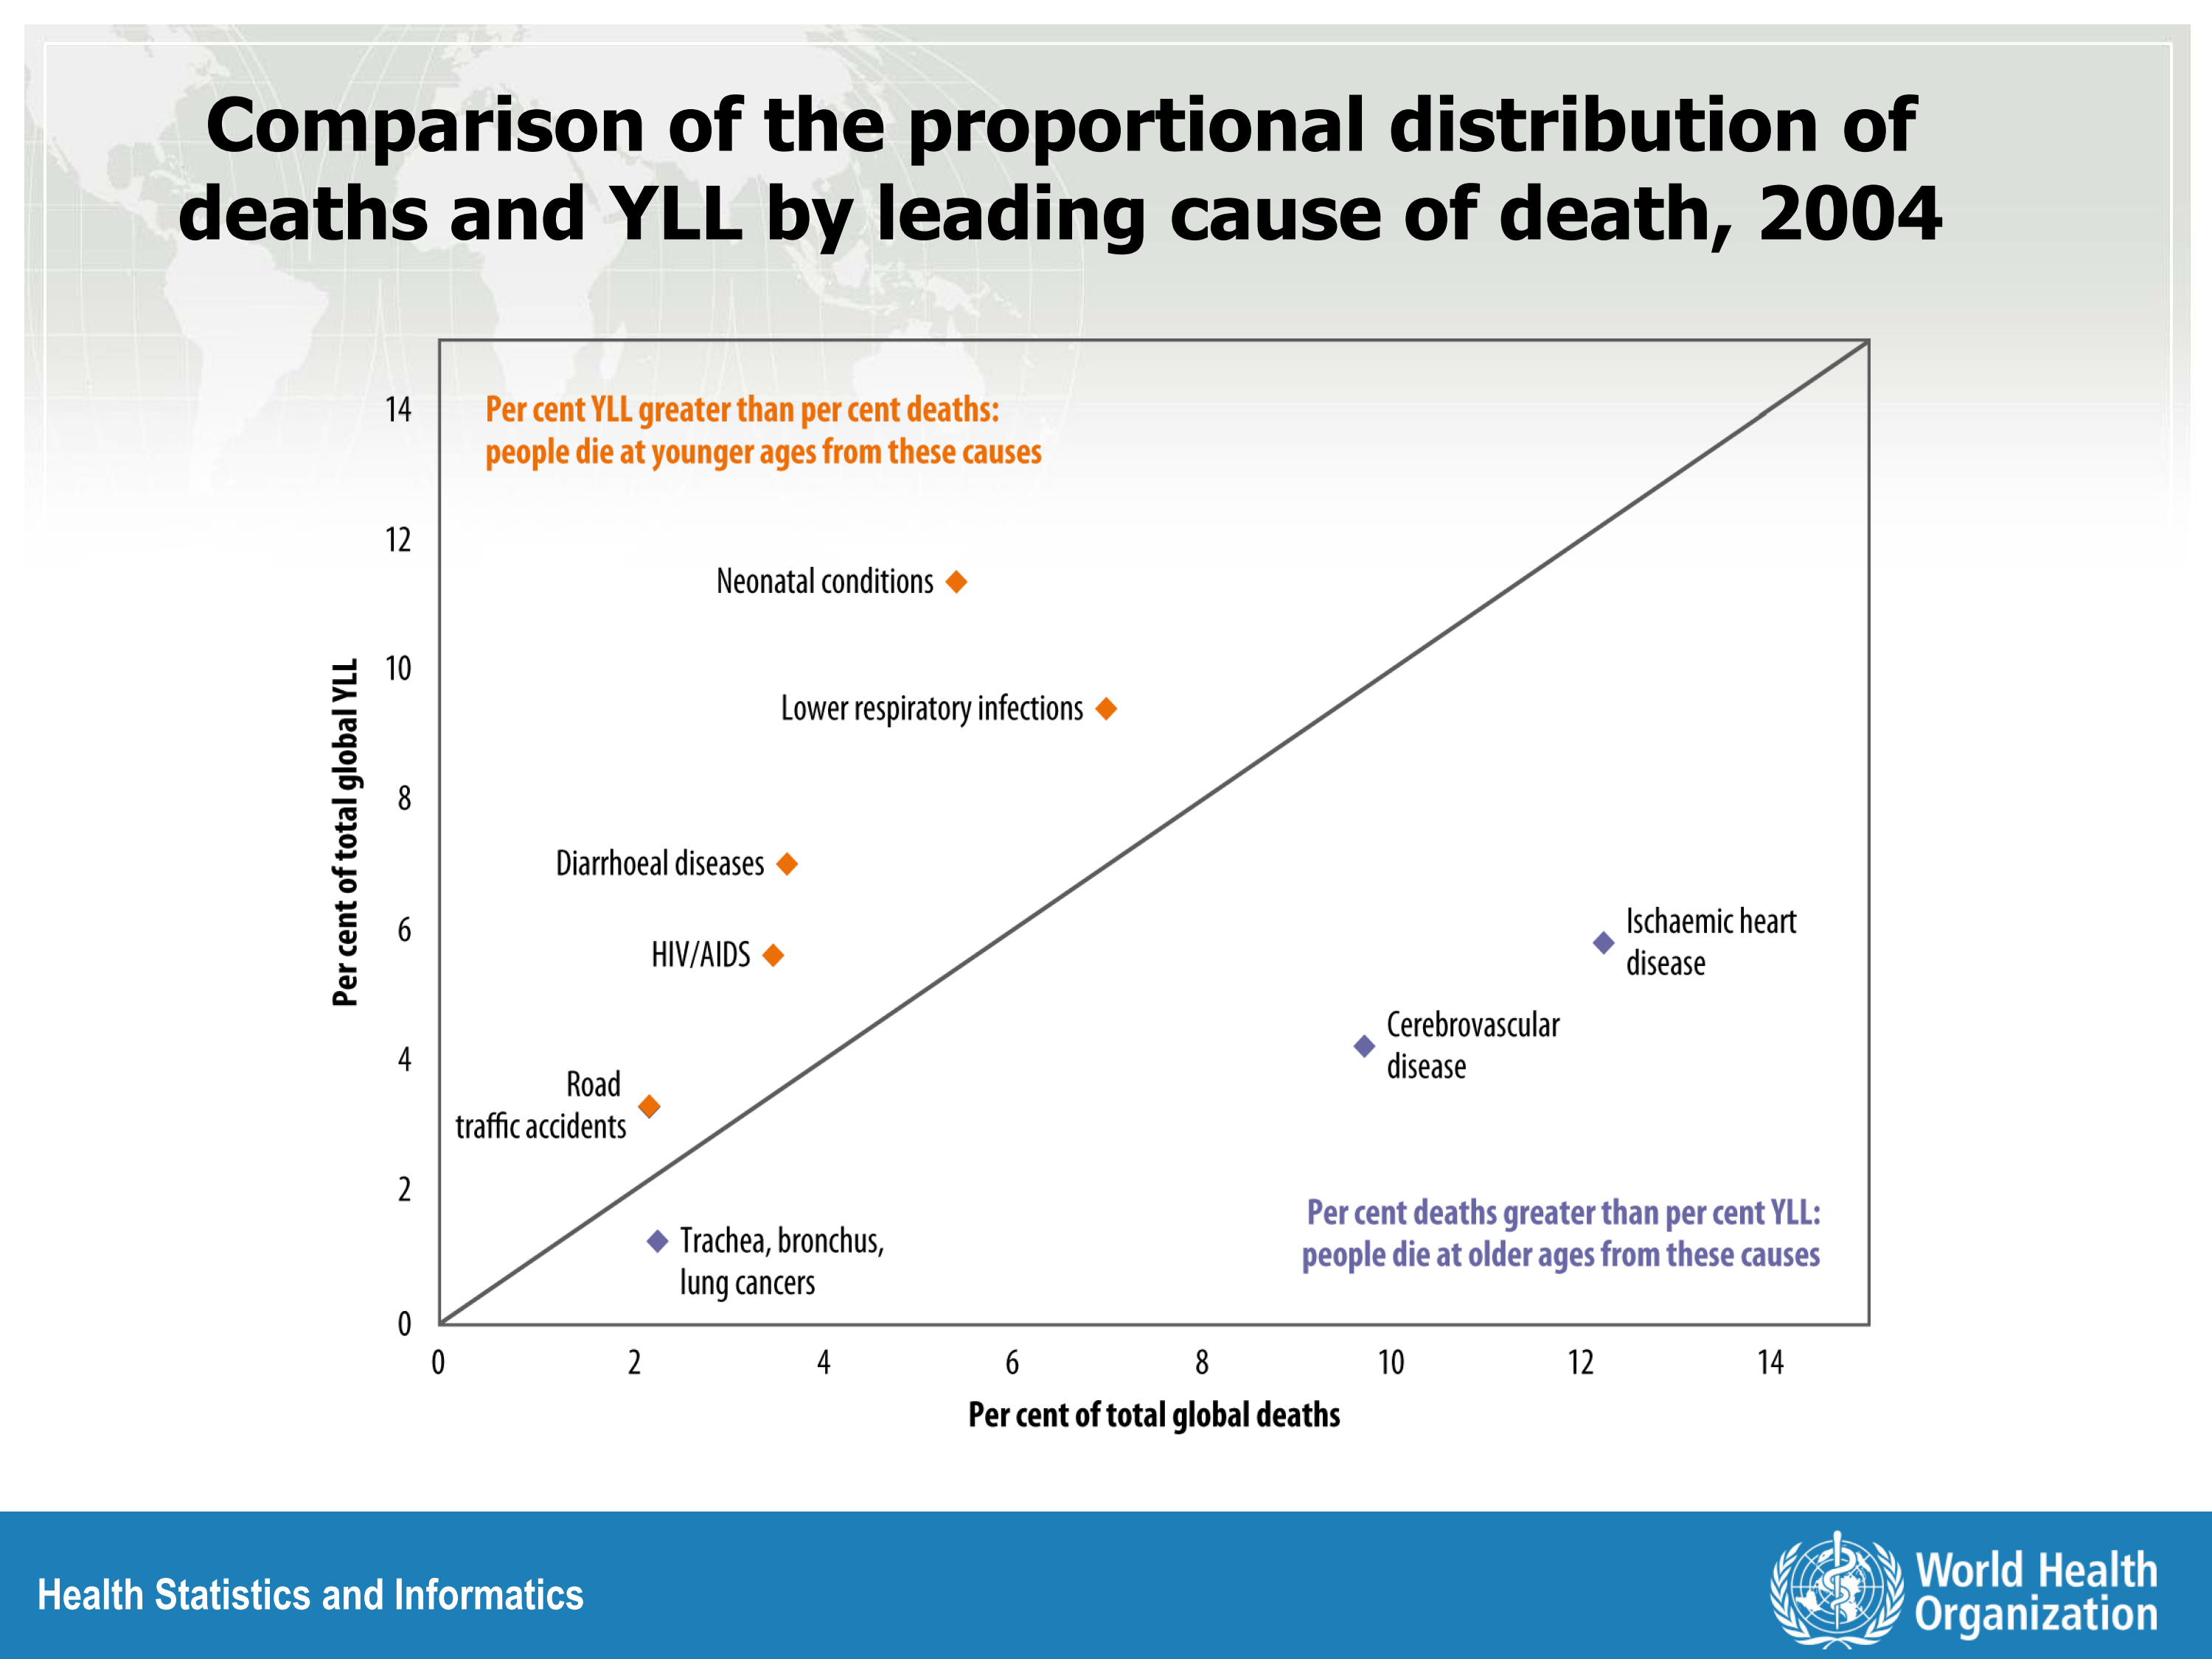 Comparison of the proportional distribution of
deaths and YLL by leading cause of death, 2004
Per cent YLL greater than per cent deaths:
people die at younger ages from these causes
14
12
10
8
6
4
2
0
Per cent of total global YLL
Neonatal conditions
Lower respiratory infections
Diarrhoeal diseases
HIV/AIDS
Road
traffic accidents
Trachea, bronchus,
lung cancers
Ischaemic heart
disease
Cerebrovascular
disease
Per cent deaths greater than per cent YLL:
people die at older ages from these causes
0 2 4 6 8 10 12 14
Per cent of total global deaths
Health Statistics and Informatics
World Health
Organization